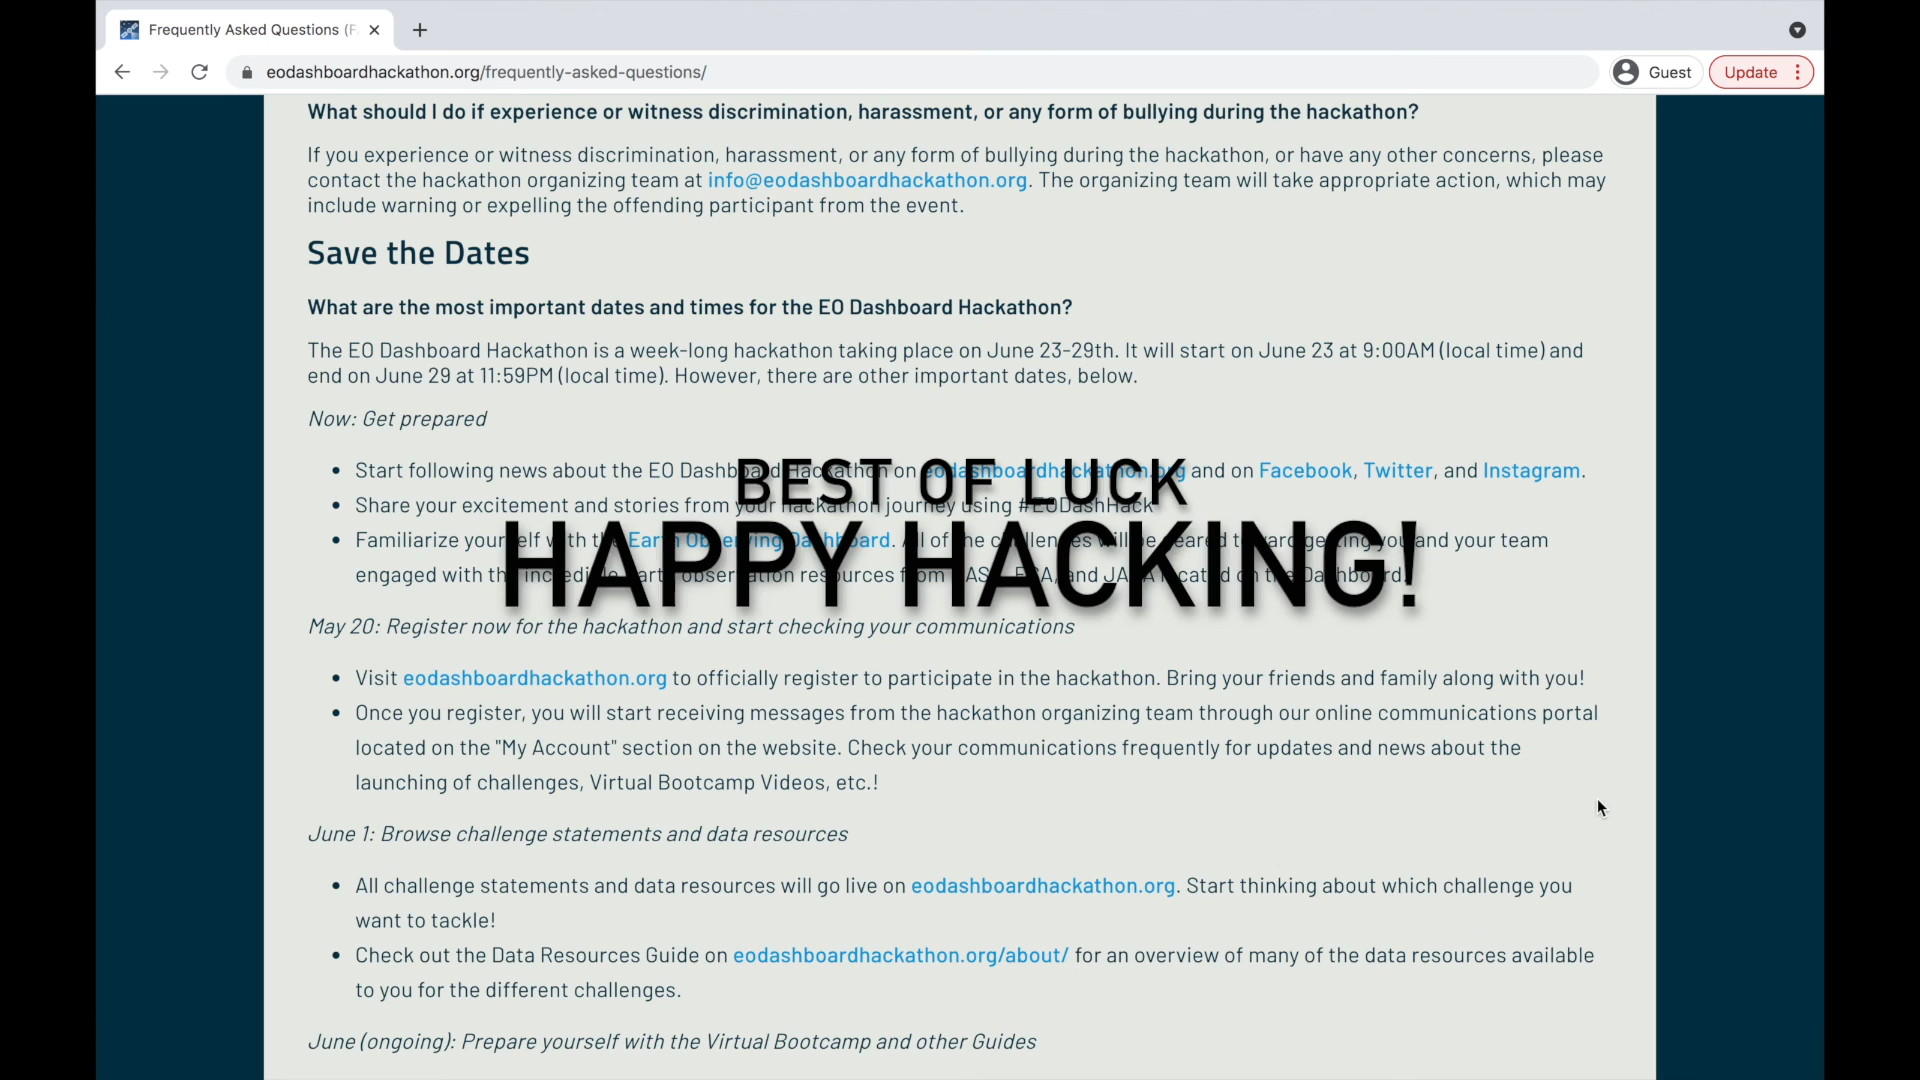 Frequently Asked Questions (F
eodashboardhackathon.org/frequently-asked-questions/
Guest
Update
What should I do if experience or witness discrimination, harassment, or any form of bullying during the hackathon?
If you experience or witness discrimination, harassment, or any form of bullying during the hackathon, or have any other concerns, please
contact the hackathon organizing team at info@eodashboardhackathon.org. The organizing team will take appropriate action, which may
include warning or expelling the offending participant from the event.
Save the Dates
What are the most important dates and times for the EO Dashboard Hackathon?
The EO Dashboard Hackathon is a week-long hackathon taking place on June 23-29th. It will start on June 23 at 9:00AM (local time) and
end on June 29 at 11:59PM (local time). However, there are other important dates, below.
Now: Get prepared
Start following news about the EO Dashboard Hackathon on eodashboardhackathon.org and on Facebook, Twitter, and Instagram.
BEST OF LUCK
Share your excitement and stories from your hackathon journey using #EODashHack
Familiarize yourself with the Earth Observing Dashboard. All of the challenges will be geared toward getting you and your team
HAPPY HACKING!
engaged with the incredible Earth observation resources from NASA, ESA, and JAXA located on the Dashboard.
May 20: Register now for the hackathon and start checking your communications
Visit eodashboardhackathon.org to officially register to participate in the hackathon. Bring your friends and family along with you!
Once you register, you will start receiving messages from the hackathon organizing team through our online communications portal
located on the "My Account" section on the website. Check your communications frequently for updates and news about the
launching of challenges, Virtual Bootcamp Videos, etc.!
June 1: Browse challenge statements and data resources
All challenge statements and data resources will go live on eodashboardhackathon.org. Start thinking about which challenge you
want to tackle!
Check out the Data Resources Guide on eodashboardhackathon.org/about/ for an overview of many of the data resources available
to you for the different challenges.
June (ongoing): Prepare yourself with the Virtual Bootcamp and other Guides